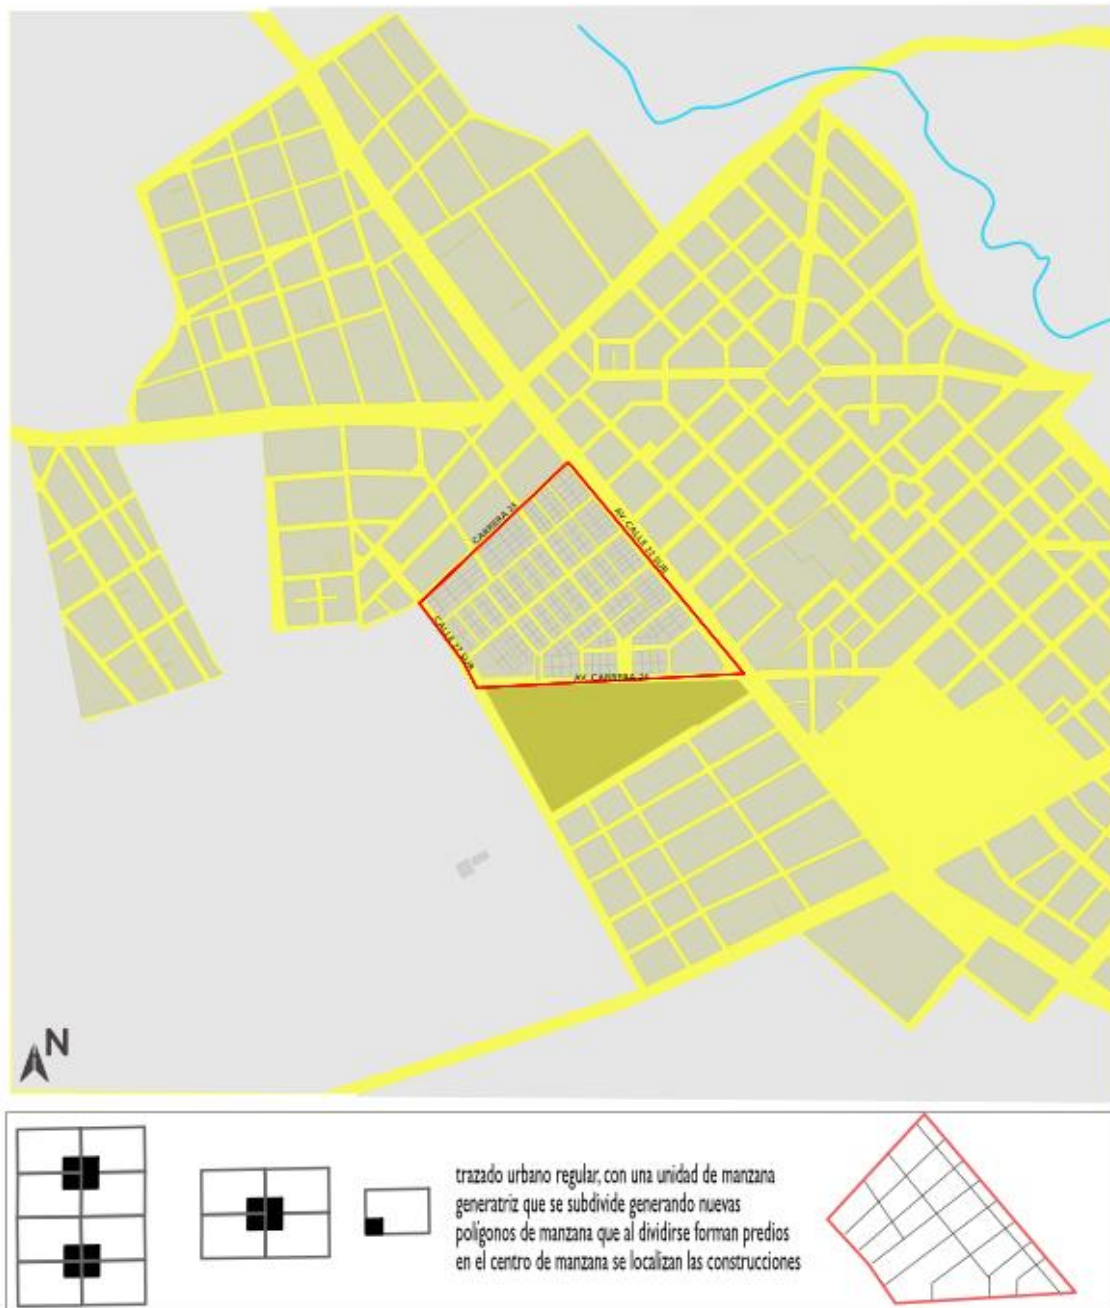 CARRERA 26
AV. CALLE 22 SUR
CALLE 27 SUR
AV. CARRERA 24
N
trazado urbano regular, con una unidad de manzana
generatriz que se subdivide generando nuevas
polígonos de manzana que al dividirse forman predios
en el centro de manzana se localizan las construcciones